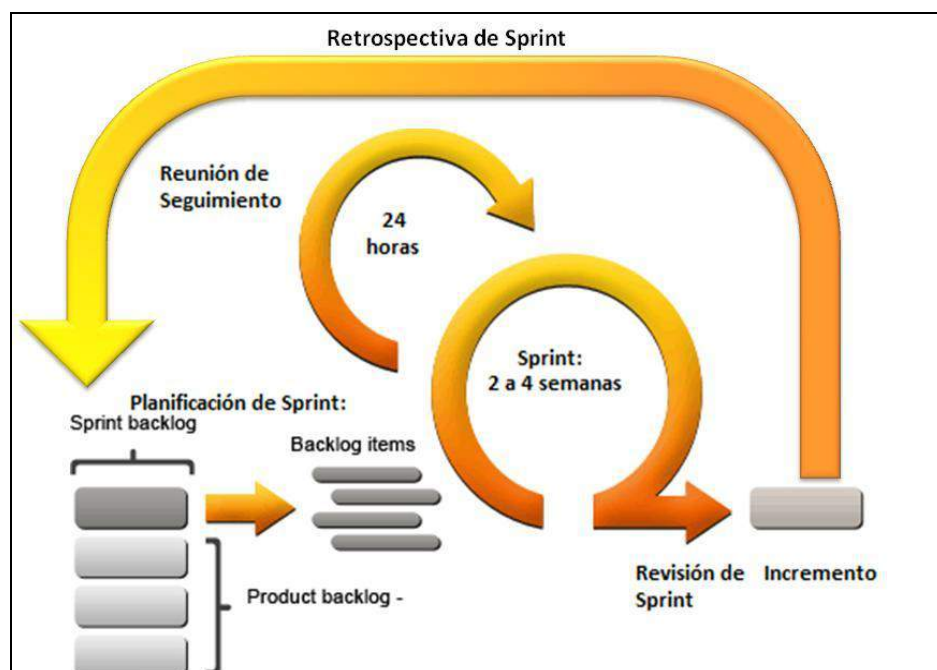 Retrospectiva de Sprint
Reunión de
Seguimiento
24
horas
Sprint:
2 a 4 semanas
Planificación de Sprint:
Sprint backlog
Backlog items
Product backlog -
Revisión de
Sprint
Incremento